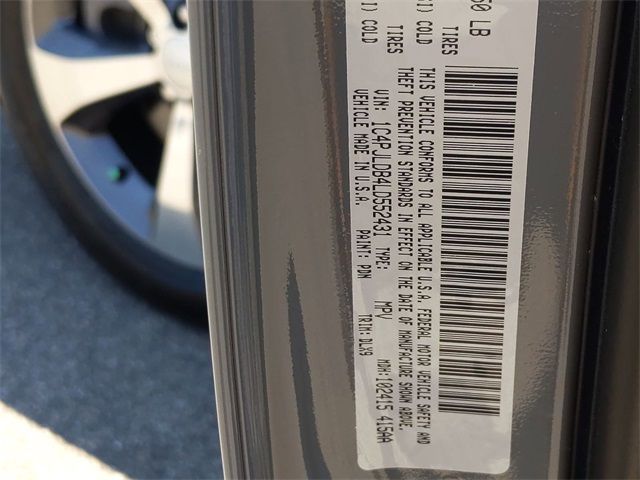 50 LB
TIRES
I) COLD
TIRES
I) COLD
THIS VEHICLE CONFORMS TO ALL APPLICABLE U.S.A. FEDERAL MOTOR VEHICLE SAFETY AND
THEFT PREVENTION STANDARDS IN EFFECT ON THE DATE OF MANUFACTURE SHOWN ABOVE.
VIN: 1C4PJLDB4LD552431 TYPE: MPV MDH: 102415 415AA
VEHICLE MADE IN U.S.A. PAINT: PDN TRIM: DLX9